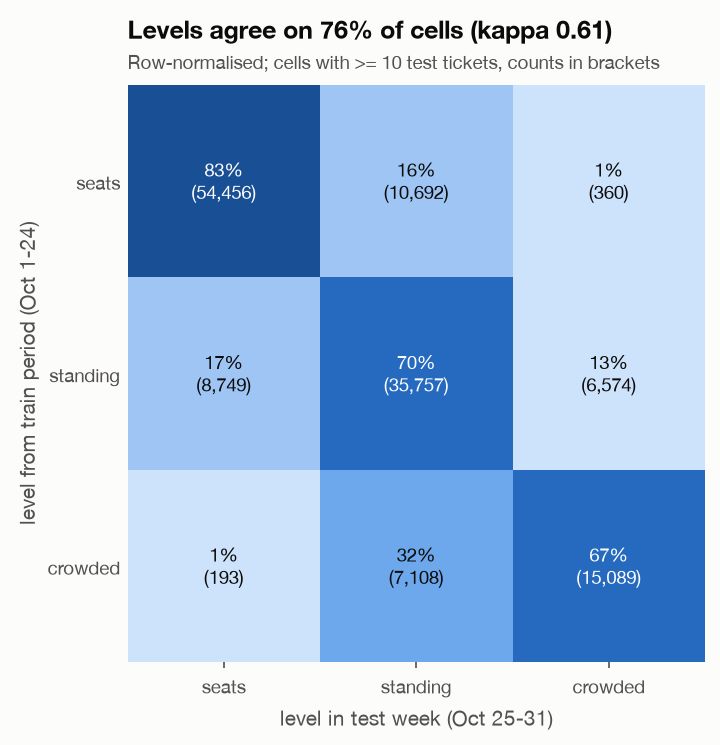 Levels agree on 76% of cells (kappa 0.61)
Row-normalised; cells with >= 10 test tickets, counts in brackets
level from train period (Oct 1-24)
seats
83%
(54,456)
16%
(10,692)
1%
(360)
standing
17%
(8,749)
70%
(35,757)
13%
(6,574)
crowded
1%
(193)
32%
(7,108)
67%
(15,089)
seats
standing
crowded
level in test week (Oct 25-31)